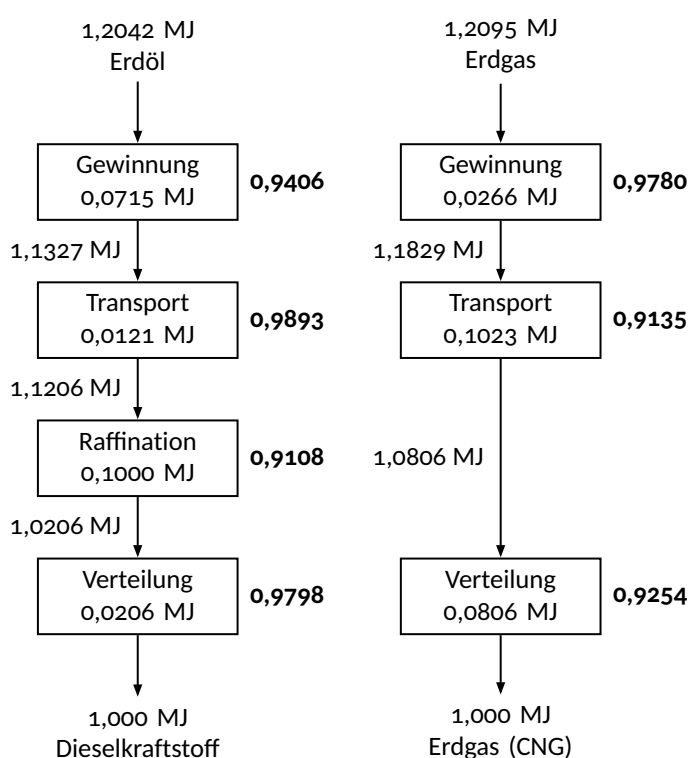 1,2042 MJ
Erdöl
Gewinnung
0,0715 MJ
0,9406
1,1327 MJ
Transport
0,0121 MJ
0,9893
1,1206 MJ
Raffination
0,1000 MJ
0,9108
1,0206 MJ
Verteilung
0,0206 MJ
0,9798
1,000 MJ
Dieselkraftstoff
1,2095 MJ
Erdgas
Gewinnung
0,0266 MJ
0,9780
1,1829 MJ
Transport
0,1023 MJ
0,9135
1,0806 MJ
Verteilung
0,0806 MJ
0,9254
1,000 MJ
Erdgas (CNG)